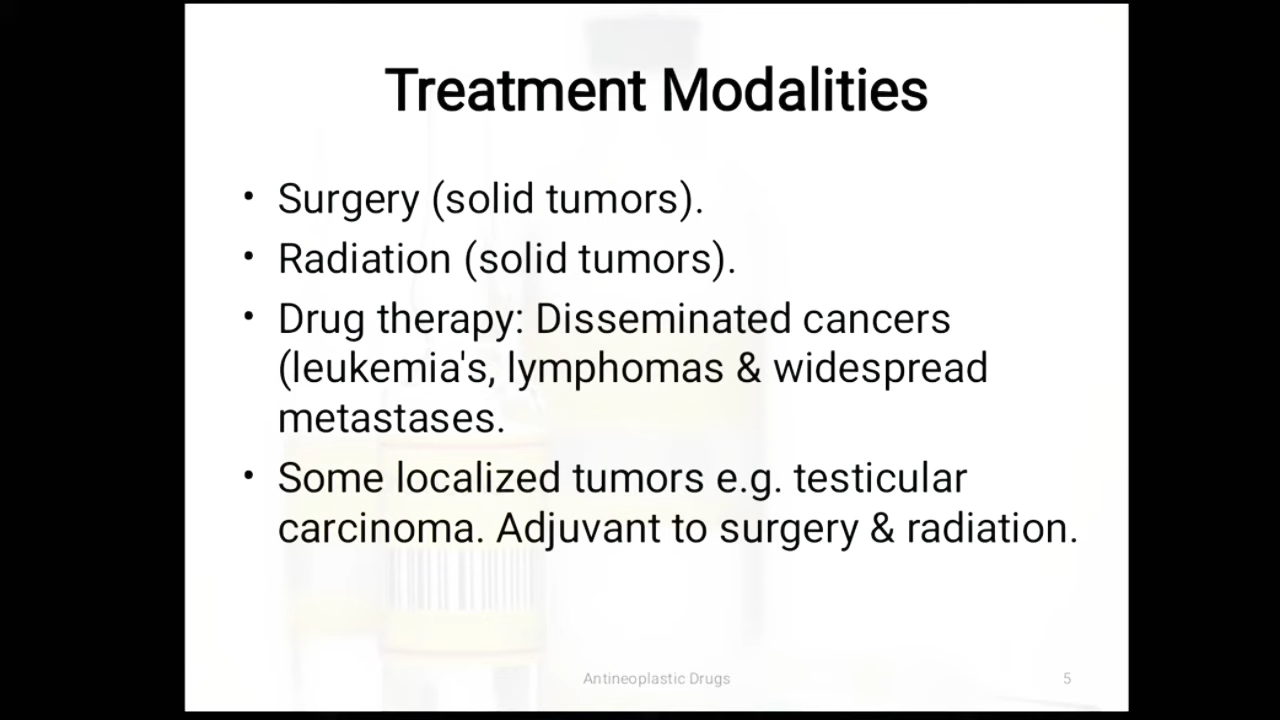 Treatment Modalities
• Surgery (solid tumors).
• Radiation (solid tumors).
• Drug therapy: Disseminated cancers
(leukemia's, lymphomas & widespread
metastases.
• Some localized tumors e.g. testicular
carcinoma. Adjuvant to surgery & radiation.
Antineoplastic Drugs
5